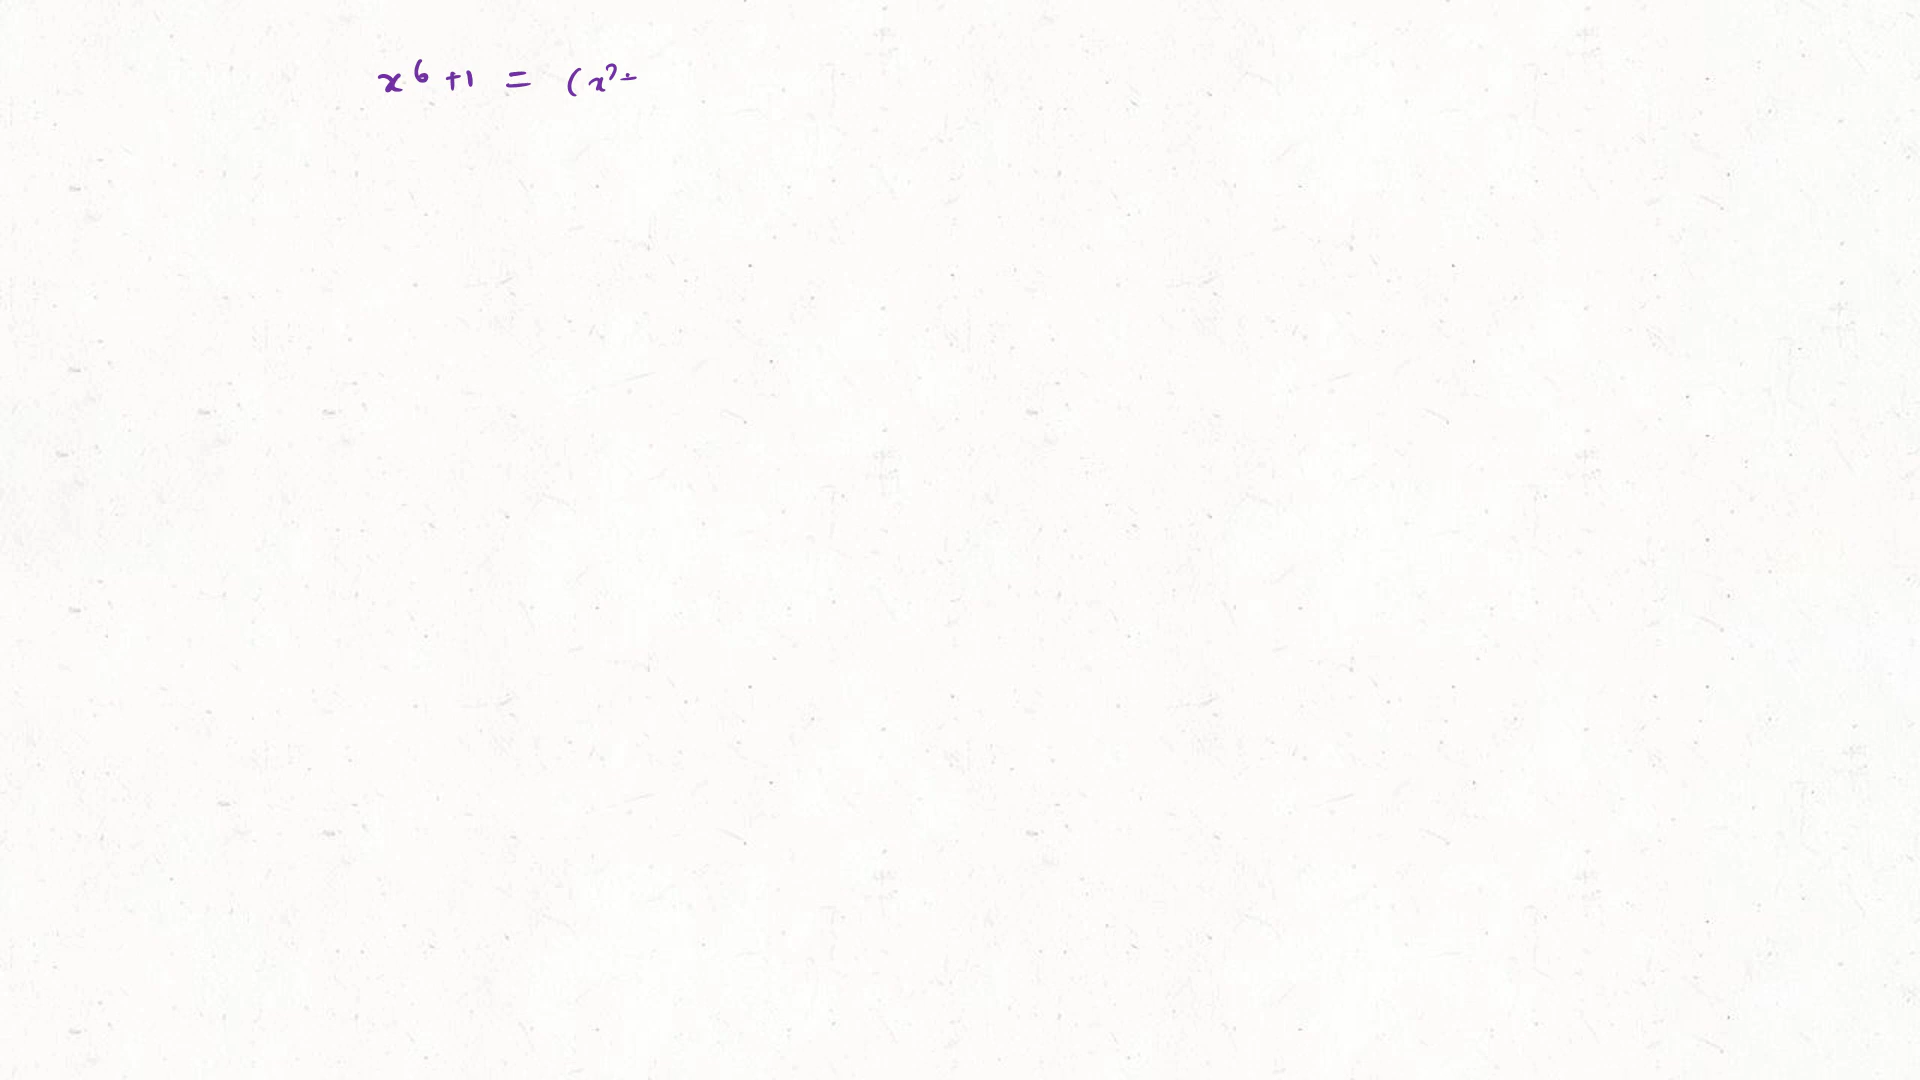 x⁶ +1 = (x²